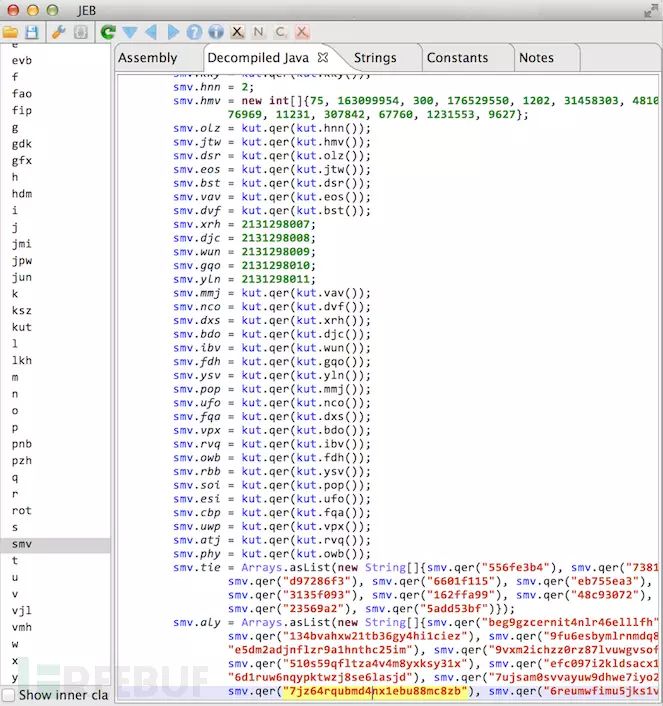 JEB
Assembly
Decompiled Java
Strings
Constants
Notes
e
evb
f
fao
fip
g
gdk
gfx
h
hdm
i
j
jmi
jpw
jun
k
ksz
kut
l
lkh
m
n
o
p
pnb
pzh
q
r
rot
s
smv
t
u
v
vjl
vmh
w
x
y
Show inner cla
smv.hnn = 2;
smv.hmv = new int[]{75, 163099954, 300, 176529550, 1202, 31458303, 4810
76969, 11231, 307842, 67760, 1231553, 9627};
smv.olz = kut.qer(kut.hnn());
smv.jtw = kut.qer(kut.hmv());
smv.dsr = kut.qer(kut.olz());
smv.eos = kut.qer(kut.jtw());
smv.bst = kut.qer(kut.dsr());
smv.vav = kut.qer(kut.eos());
smv.dvf = kut.qer(kut.bst());
smv.xrh = 2131298007;
smv.djc = 2131298008;
smv.wun = 2131298009;
smv.gqo = 2131298010;
smv.yln = 2131298011;
smv.mmj = kut.qer(kut.vav());
smv.nco = kut.qer(kut.dvf());
smv.dxs = kut.qer(kut.xrh());
smv.bdo = kut.qer(kut.djc());
smv.ibv = kut.qer(kut.wun());
smv.fdh = kut.qer(kut.gqo());
smv.ysv = kut.qer(kut.yln());
smv.pop = kut.qer(kut.mmj());
smv.ufo = kut.qer(kut.nco());
smv.fqa = kut.qer(kut.dxs());
smv.vpx = kut.qer(kut.bdo());
smv.rvq = kut.qer(kut.ibv());
smv.owb = kut.qer(kut.fdh());
smv.rbb = kut.qer(kut.ysv());
smv.soi = kut.qer(kut.pop());
smv.esi = kut.qer(kut.ufo());
smv.cbp = kut.qer(kut.fqa());
smv.uwp = kut.qer(kut.vpx());
smv.atj = kut.qer(kut.rvq());
smv.phy = kut.qer(kut.owb());
smv.tie = Arrays.asList(new String[]{smv.qer("556fe3b4"), smv.qer("7381
smv.qer("d97286f3"), smv.qer("6601f115"), smv.qer("eb755ea3"),
smv.qer("3135f093"), smv.qer("162ffa99"), smv.qer("48c93072"),
smv.qer("23569a2"), smv.qer("5add53bf")});
smv.aly = Arrays.asList(new String[]{smv.qer("beg9gzcernit4nlr46elllfh"
smv.qer("134bvahxw21tb36gy4hi1ciez"), smv.qer("9fu6esbymlrnmdq8
"e5dm2adjnflzr9a1hnthc25im"), smv.qer("9vxm2ichzz0rz87lvuwgvsof
smv.qer("510s59qfltza4v4m8yxksy31x"), smv.qer("efc097i2kldsacx1
"6d1ruw6nqypktwzj8se6lasjd"), smv.qer("7ujsam0svvayuw9dhwe7iyo2
smv.qer("7jz64rqubmd4nx1ebu88mc8zb"), smv.qer("6reumwfimu5jks1v
REEBUF